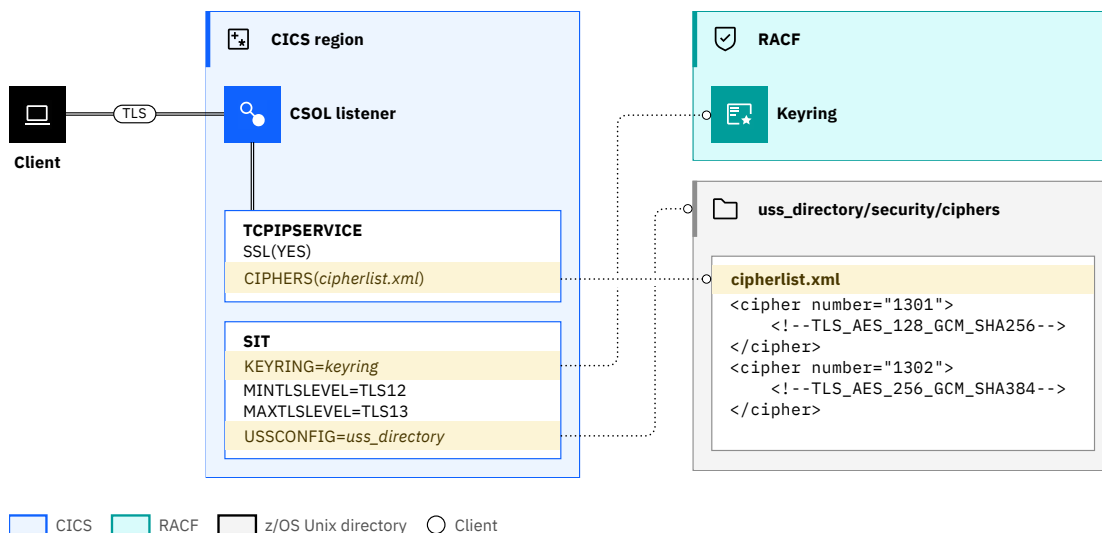 CICS region
RACF
TLS
CSOL listener
Keyring
Client
uss_directory/security/ciphers
TCPIPSERVICE
SSL(YES)
CIPHERS(cipherlist.xml)
cipherlist.xml
<cipher number="1301">
<!--TLS_AES_128_GCM_SHA256-->
</cipher>
<cipher number="1302">
<!--TLS_AES_256_GCM_SHA384-->
</cipher>
SIT
KEYRING=keyring
MINTLSLEVEL=TLS12
MAXTLSLEVEL=TLS13
USSCONFIG=uss_directory
CICS
RACF
z/OS Unix directory
Client